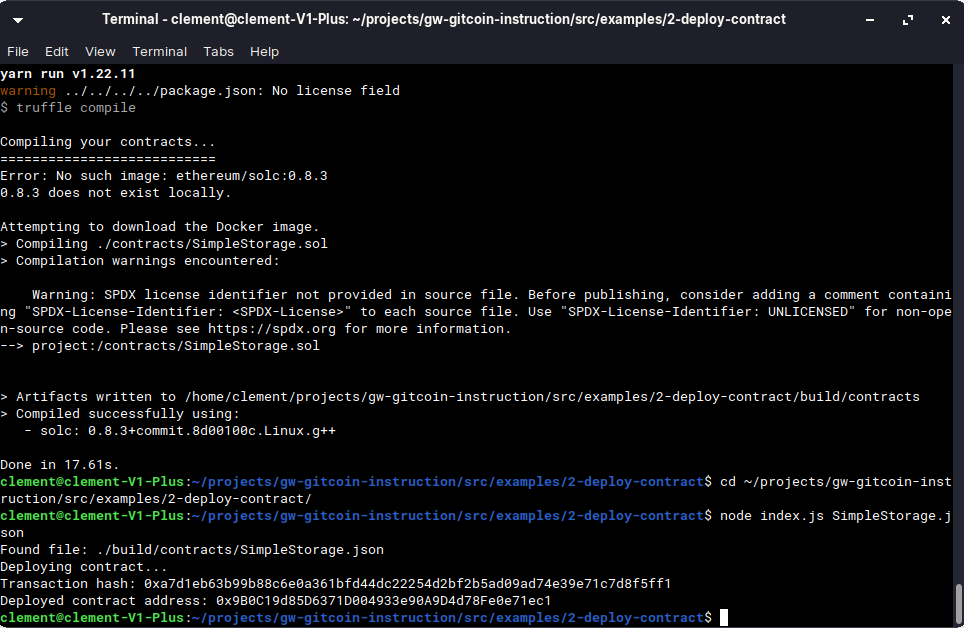 Terminal - clement@clement-V1-Plus: ~/projects/gw-gitcoin-instruction/src/examples/2-deploy-contract
File Edit View Terminal Tabs Help
yarn run v1.22.11
warning ../../../../package.json: No license field
$ truffle compile
Compiling your contracts...
===========================
Error: No such image: ethereum/solc:0.8.3
0.8.3 does not exist locally.
Attempting to download the Docker image.
> Compiling ./contracts/SimpleStorage.sol
> Compilation warnings encountered:
Warning: SPDX license identifier not provided in source file. Before publishing, consider adding a comment containi
ng "SPDX-License-Identifier: <SPDX-License>" to each source file. Use "SPDX-License-Identifier: UNLICENSED" for non-ope
n-source code. Please see https://spdx.org for more information.
--> project:/contracts/SimpleStorage.sol
> Artifacts written to /home/clement/projects/gw-gitcoin-instruction/src/examples/2-deploy-contract/build/contracts
> Compiled successfully using:
- solc: 0.8.3+commit.8d00100c.Linux.g++
Done in 17.61s.
clement@clement-V1-Plus:~/projects/gw-gitcoin-instruction/src/examples/2-deploy-contract$ cd ~/projects/gw-gitcoin-inst
ruction/src/examples/2-deploy-contract/
clement@clement-V1-Plus:~/projects/gw-gitcoin-instruction/src/examples/2-deploy-contract$ node index.js SimpleStorage.j
son
Found file: ./build/contracts/SimpleStorage.json
Deploying contract...
Transaction hash: 0xa7d1eb63b99b88c6e0a361bfd44dc22254d2bf2b5ad09ad74e39e71c7d8f5ff1
Deployed contract address: 0x9B0C19d85D6371D004933e90A9D4d78Fe0e71ec1
clement@clement-V1-Plus:~/projects/gw-gitcoin-instruction/src/examples/2-deploy-contract$